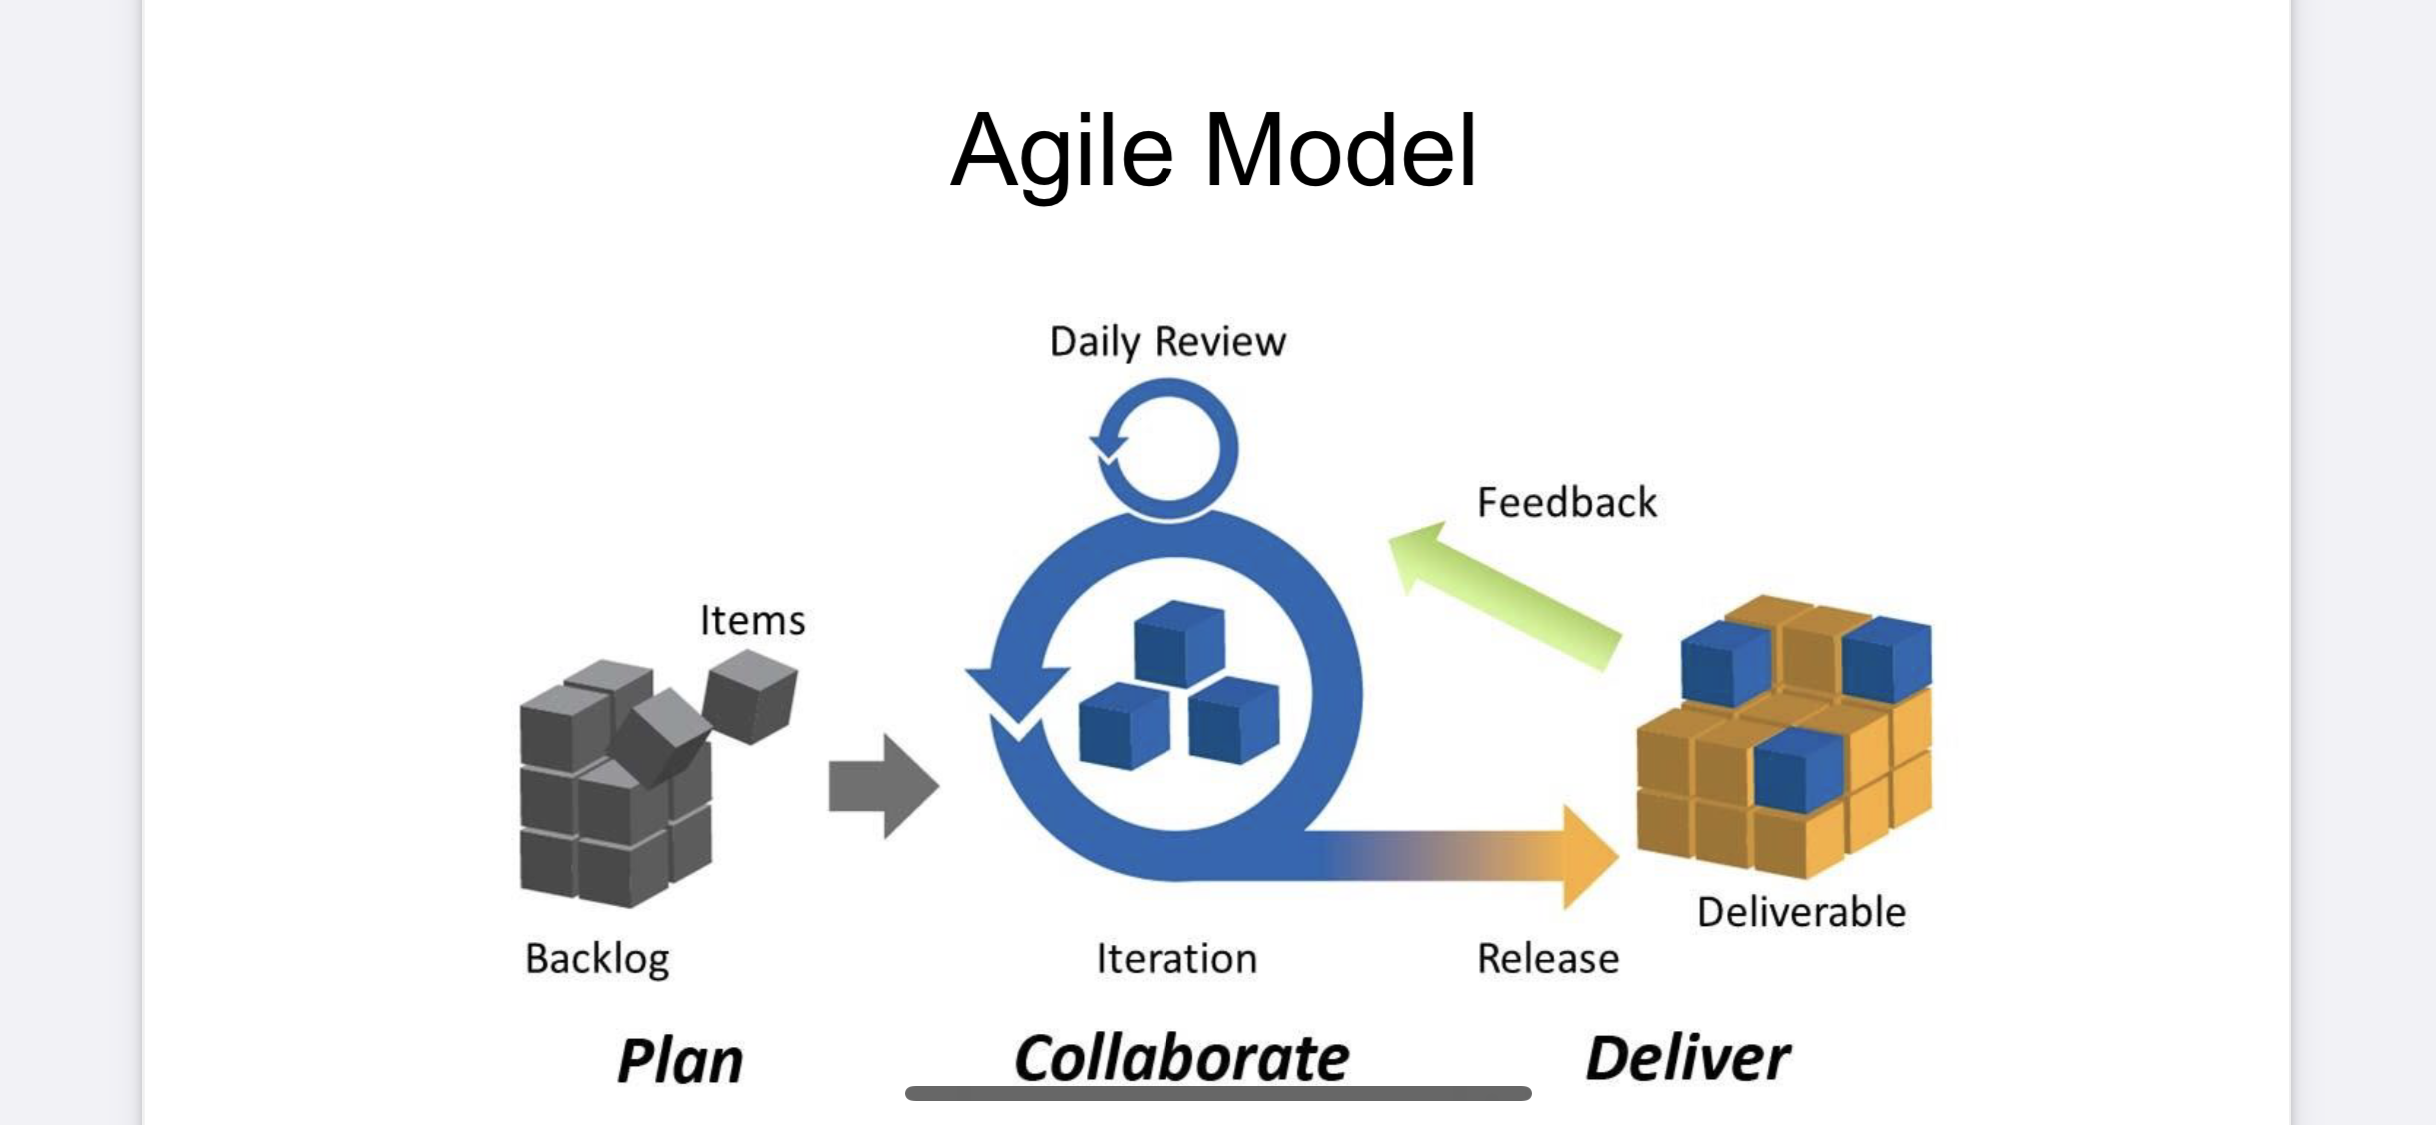 Agile Model
Daily Review
Feedback
Items
Deliverable
Backlog
Iteration
Release
Plan
Collaborate
Deliver